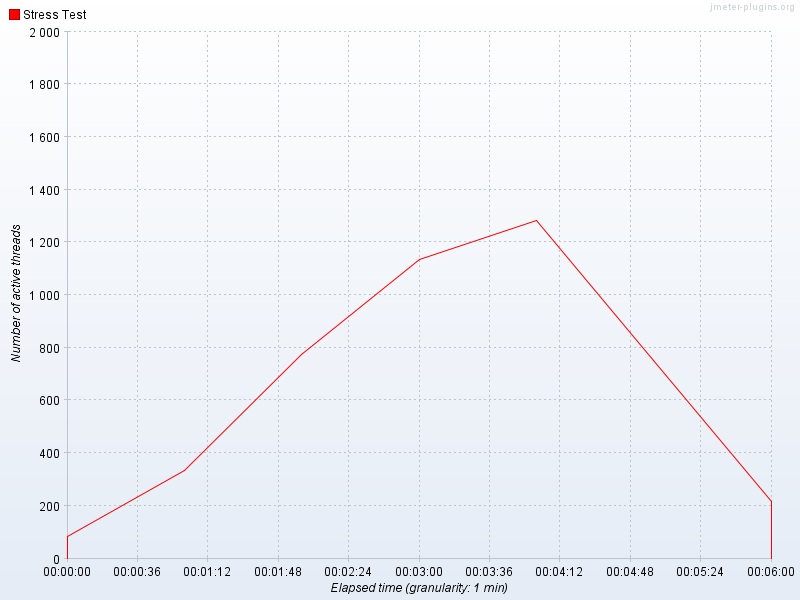 jmeter-plugins.org
Stress Test
2 000
1 800
1 600
1 400
1 200
1 000
800
600
400
200
0
Number of active threads
00:00:00 00:00:36 00:01:12 00:01:48 00:02:24 00:03:00 00:03:36 00:04:12 00:04:48 00:05:24 00:06:00
Elapsed time (granularity: 1 min)